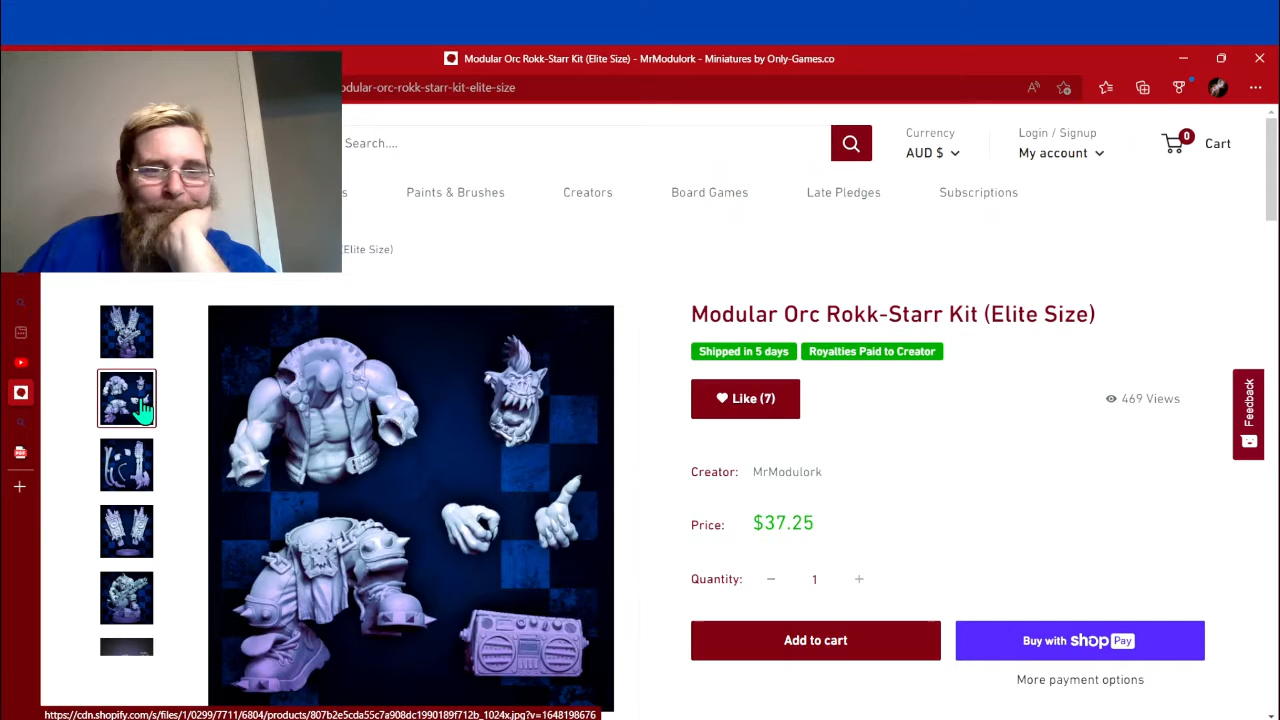 Modular Orc Rokk-Starr Kit (Elite Size) - MrModulork - Miniatures by Only-Games.co
odular-orc-rokk-starr-kit-elite-size
Search....
Currency
AUD $
Login / Signup
My account
0
Cart
s
Paints & Brushes
Creators
Board Games
Late Pledges
Subscriptions
(Elite Size)
Modular Orc Rokk-Starr Kit (Elite Size)
Shipped in 5 days
Royalties Paid to Creator
Like (7)
469 Views
Feedback
Creator: MrModulork
Price: $37.25
Quantity: − 1 +
Add to cart
Buy with shop Pay
More payment options
https://cdn.shopify.com/s/files/1/0299/7711/6804/products/807b2e5cda55c7a908dc1990189f712b_1024x.jpg?v=1648198676